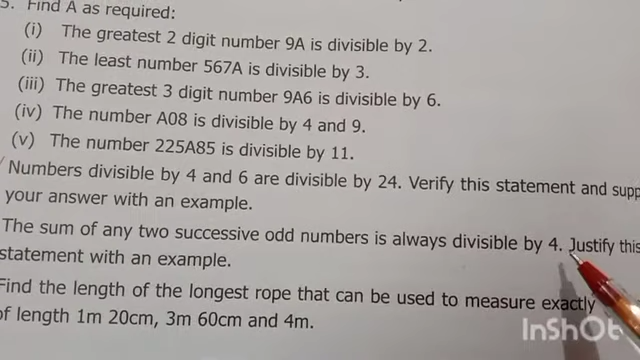 5. Find A as required:
(i) The greatest 2 digit number 9A is divisible by 2.
(ii) The least number 567A is divisible by 3.
(iii) The greatest 3 digit number 9A6 is divisible by 6.
(iv) The number A08 is divisible by 4 and 9.
(v) The number 225A85 is divisible by 11.
Numbers divisible by 4 and 6 are divisible by 24. Verify this statement and supp
your answer with an example.
The sum of any two successive odd numbers is always divisible by 4. Justify this
statement with an example.
Find the length of the longest rope that can be used to measure exactly
of length 1m 20cm, 3m 60cm and 4m.
InShOt